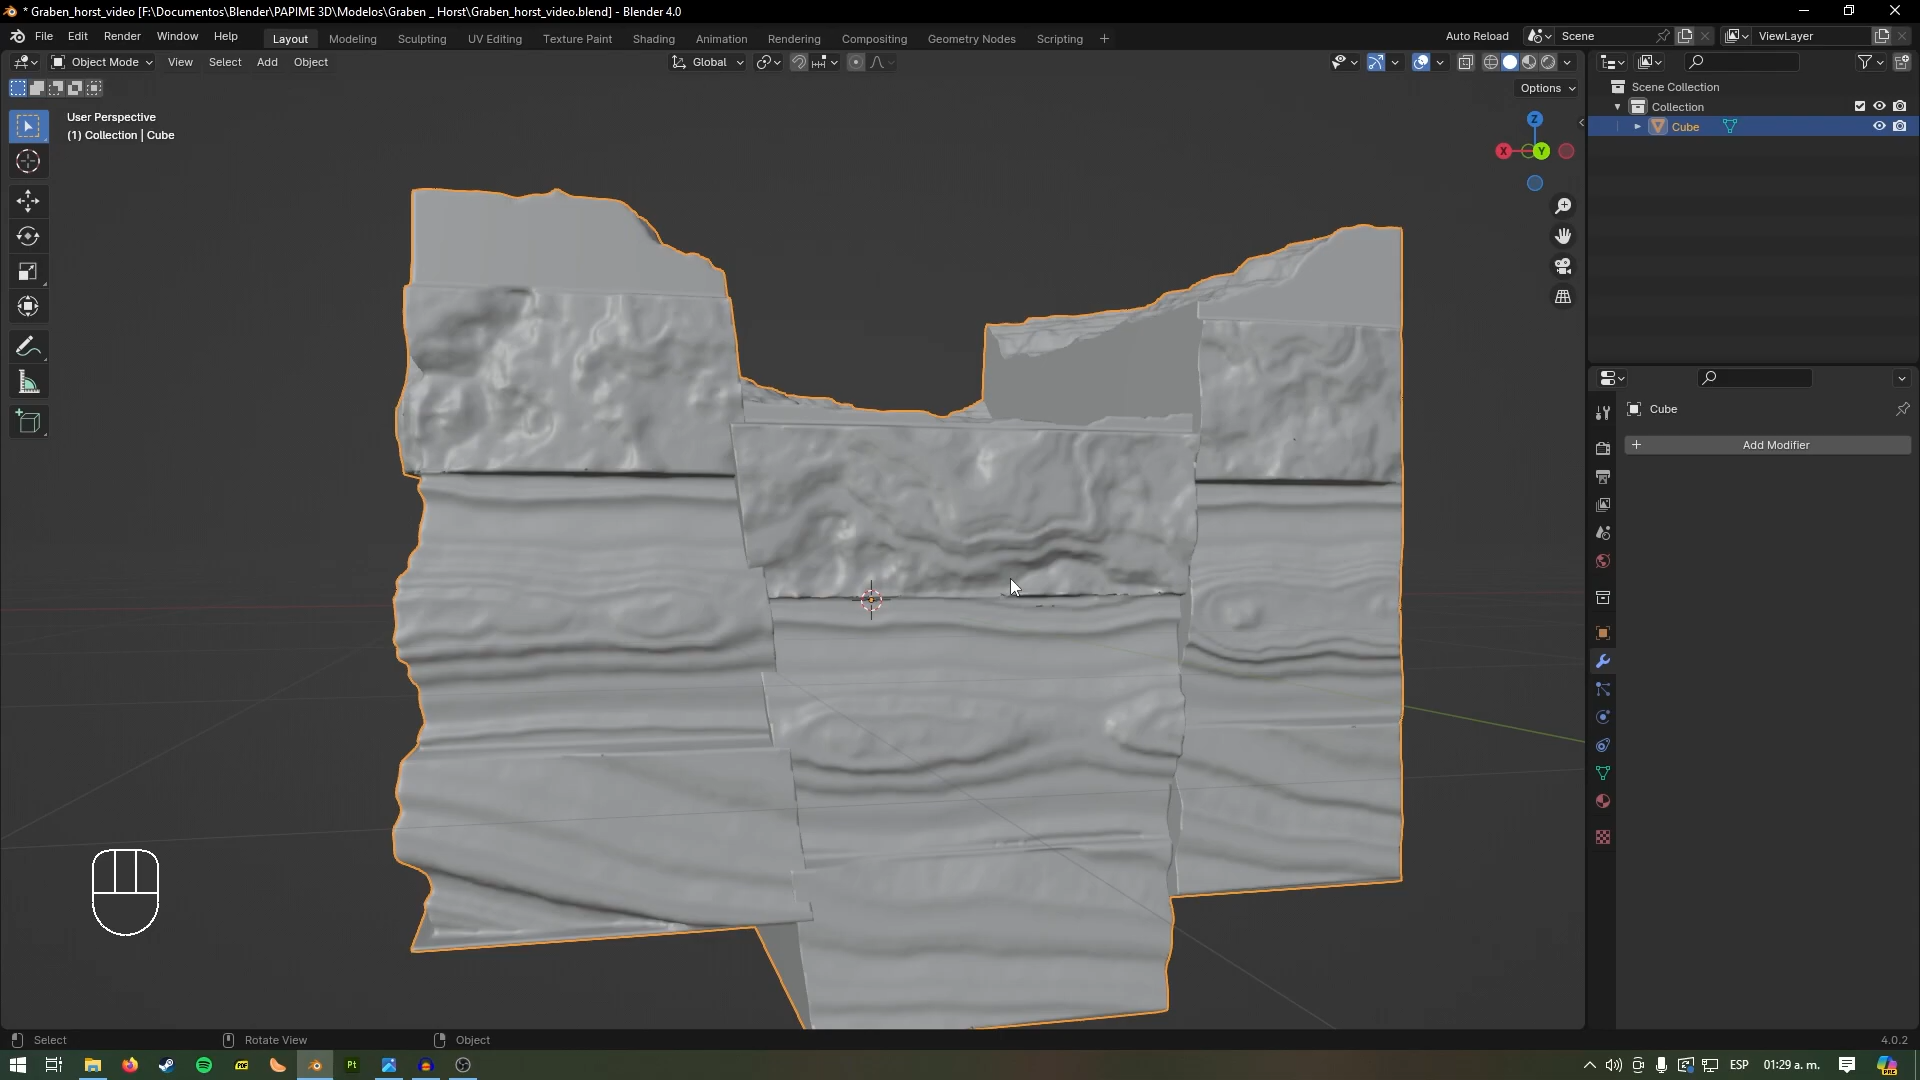 * Graben_horst_video [F:\Documentos\Blender\PAPIME 3D\Modelos\Graben _ Horst\Graben_horst_video.blend] - Blender 4.0
File Edit Render Window Help
Layout Modeling Sculpting UV Editing Texture Paint Shading Animation Rendering Compositing Geometry Nodes Scripting +
Auto Reload
Scene
ViewLayer
Object Mode View Select Add Object
Global
Options
Scene Collection
Collection
Cube
User Perspective
(1) Collection | Cube
Z
X
Y
Cube
+ Add Modifier
Select
Rotate View
Object
4.0.2
Pt
ESP
01:29 a. m.
PRE